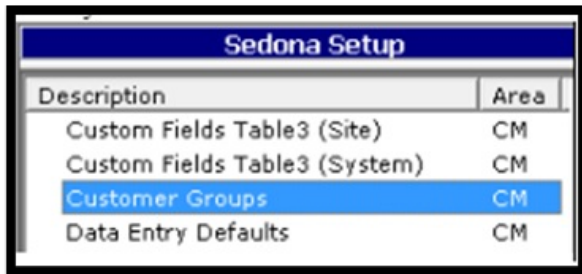 Sedona Setup
Description Area
Custom Fields Table3 (Site) CM
Custom Fields Table3 (System) CM
Customer Groups CM
Data Entry Defaults CM